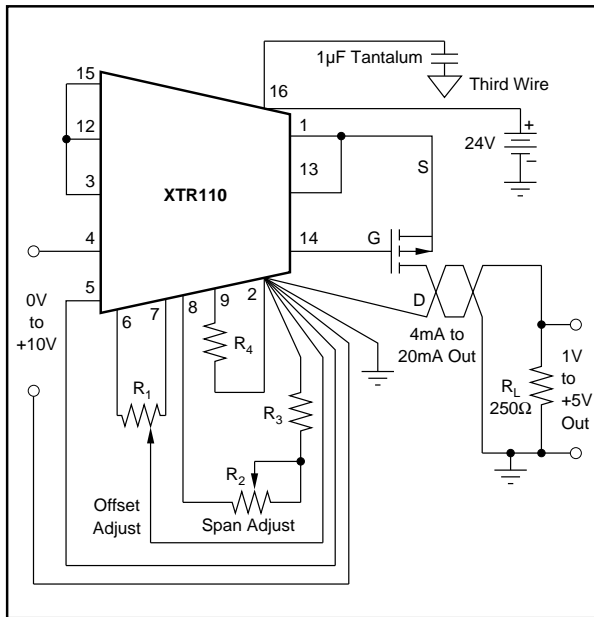 15
1µF Tantalum
16
Third Wire
12
1
+
24V
–
S
3
13
XTR110
4
14
G
5
0V
to
+10V
6
7
8
9
2
D
4mA to
20mA Out
1V
to
+5V
Out
R4
R1
R3
RL
250Ω
R2
Offset
Adjust
Span Adjust